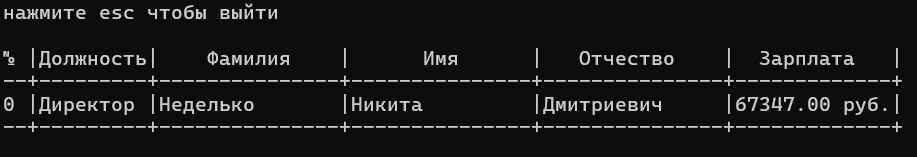 нажмите esc чтобы выйти
№ |Должность|    Фамилия    |      Имя      |   Отчество    |  Зарплата   |
--+---------+---------------+---------------+---------------+-------------+
0 |Директор |Неделько       |Никита         |Дмитриевич     |67347.00 руб.|
--+---------+---------------+---------------+---------------+-------------+